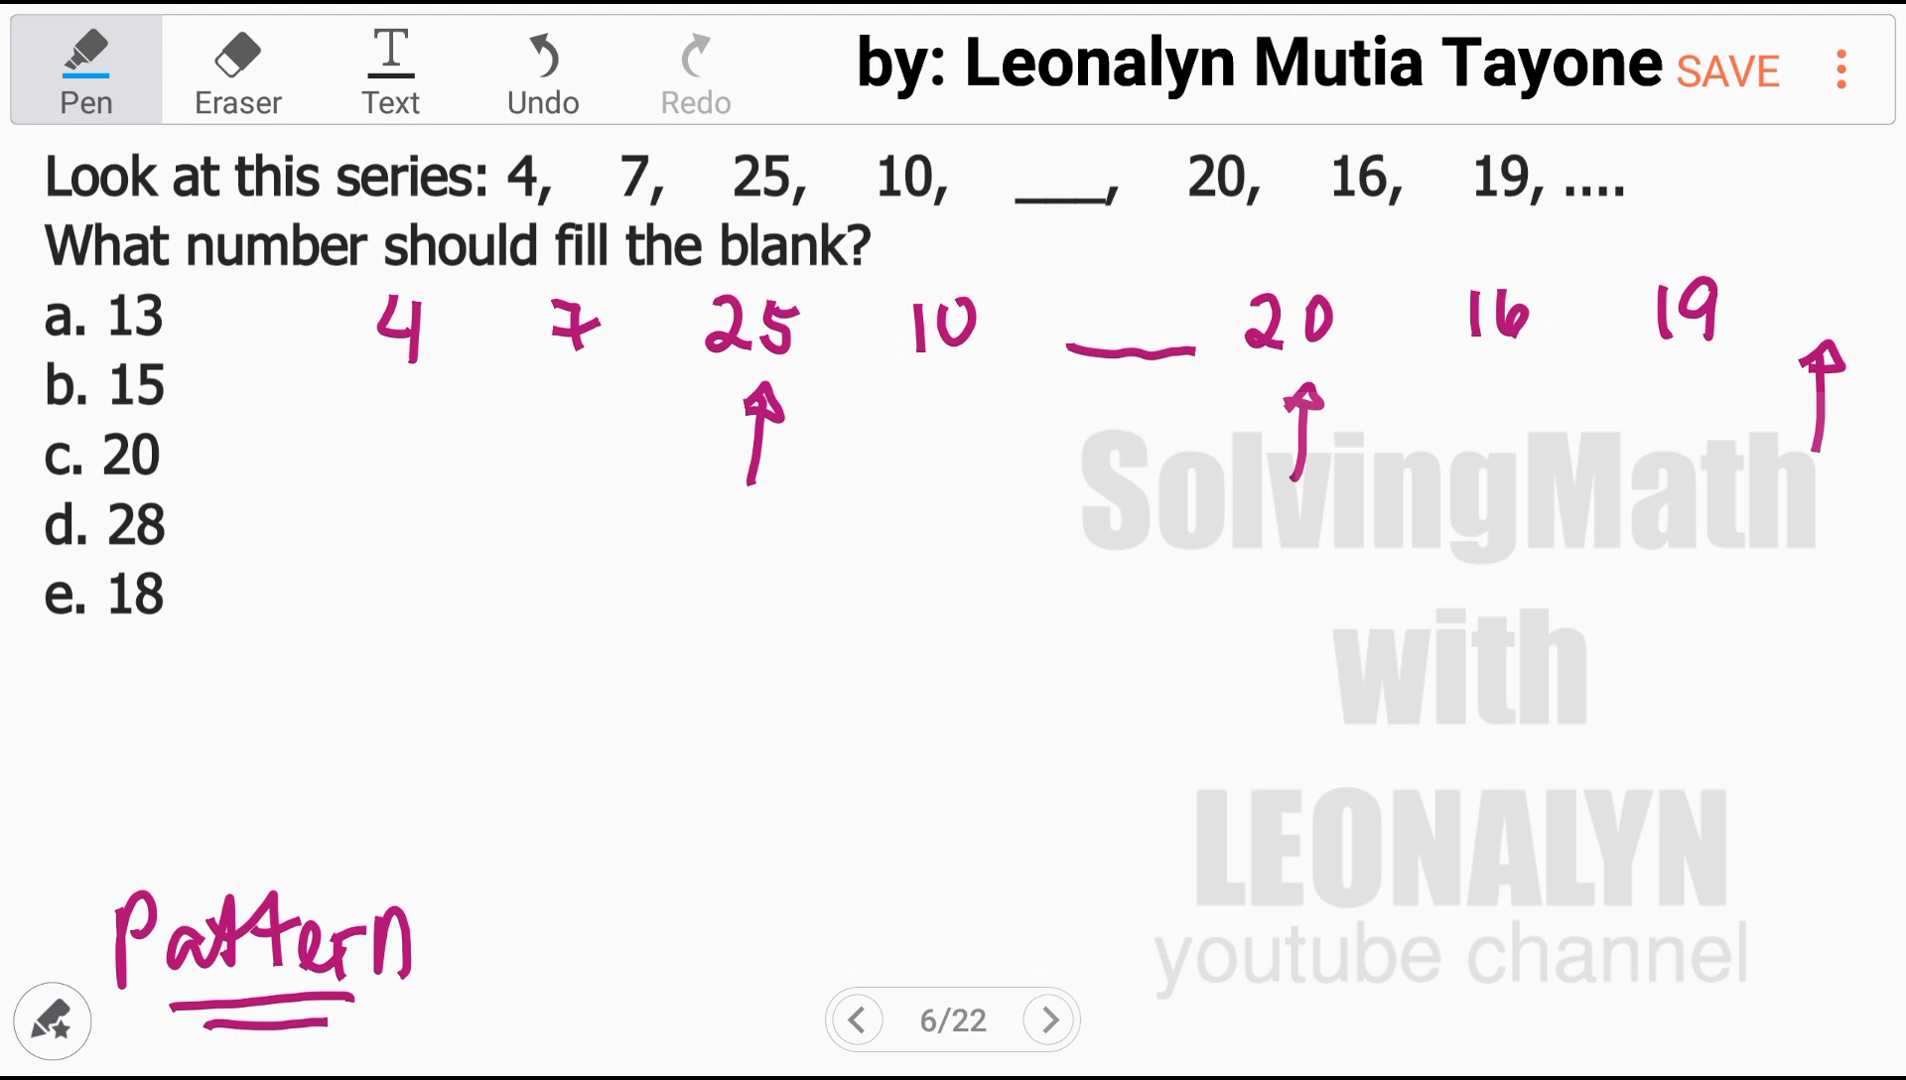 Pen Eraser Text Undo Redo by: Leonalyn Mutia Tayone SAVE
Look at this series: 4, 7, 25, 10, ___, 20, 16, 19, ....
What number should fill the blank?
a. 13
4 7 25 10 ___ 20 16 19
b. 15
c. 20
d. 28
e. 18
SolvingMath
with
LEONALYN
youtube channel
Pattern
6/22